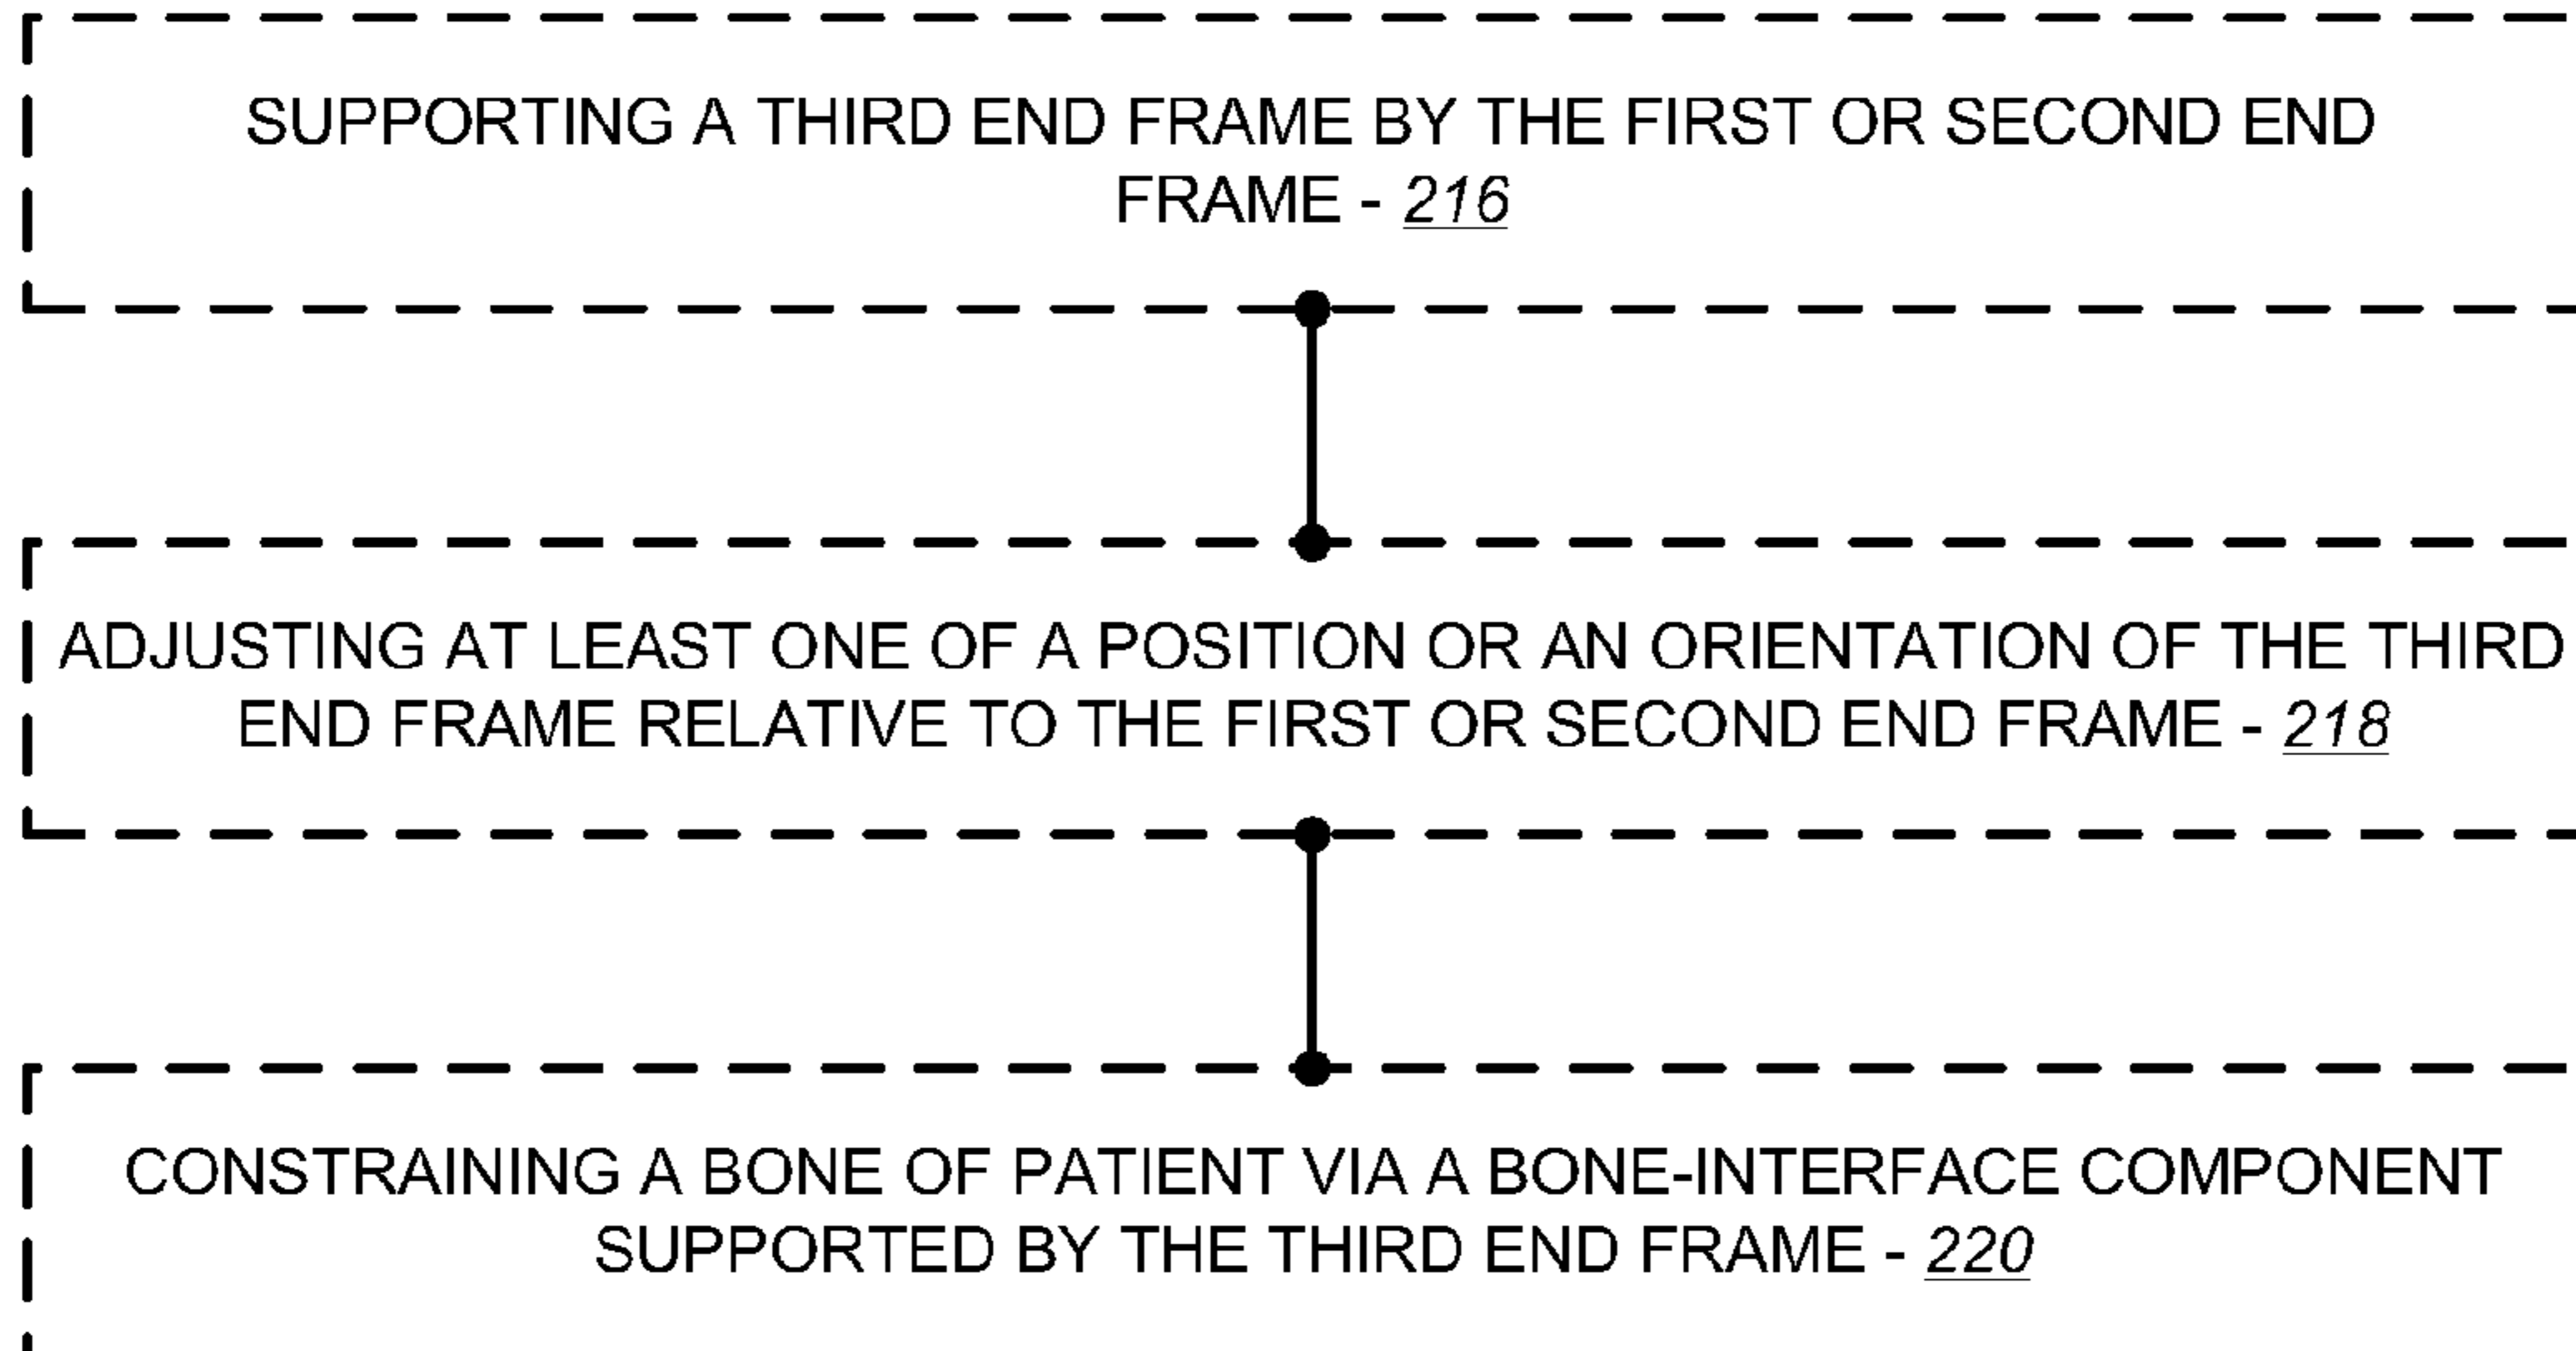 SUPPORTING A THIRD END FRAME BY THE FIRST OR SECOND END
FRAME - 216
ADJUSTING AT LEAST ONE OF A POSITION OR AN ORIENTATION OF THE THIRD
END FRAME RELATIVE TO THE FIRST OR SECOND END FRAME - 218
CONSTRAINING A BONE OF PATIENT VIA A BONE-INTERFACE COMPONENT
SUPPORTED BY THE THIRD END FRAME - 220